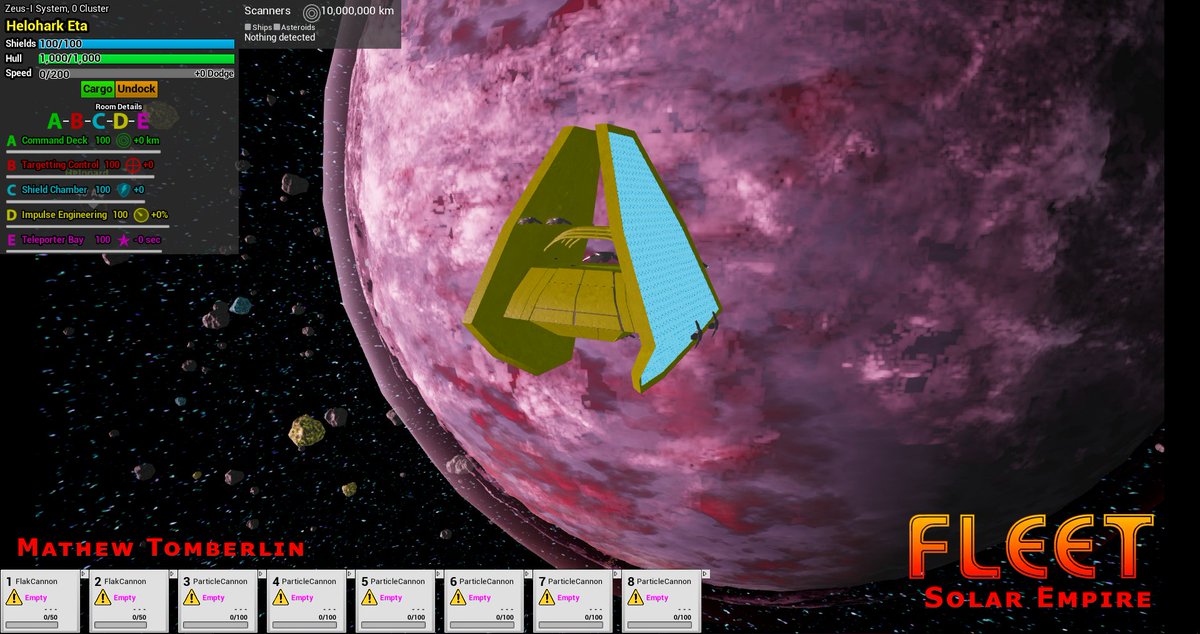 Zeus-I System, 0 Cluster
Helohark Eta
Shields 100/100
Hull 1,000/1,000
Speed 0/200 +0 Dodge
Cargo Undock
Room Details
A-B-C-D-E
A Command Deck 100 +0 km
B Targetting Control 100 +0
C Shield Chamber 100 +0
D Impulse Engineering 100 +0%
E Teleporter Bay 100 -0 sec
Scanners 10,000,000 km
Ships Asteroids
Nothing detected
Mathew Tomberlin
FLEET
Solar Empire
1 FlakCannon
Empty
---
0/50
2 FlakCannon
Empty
---
0/50
3 ParticleCannon
Empty
---
0/100
4 ParticleCannon
Empty
---
0/100
5 ParticleCannon
Empty
---
0/100
6 ParticleCannon
Empty
---
0/100
7 ParticleCannon
Empty
---
0/100
8 ParticleCannon
Empty
---
0/100